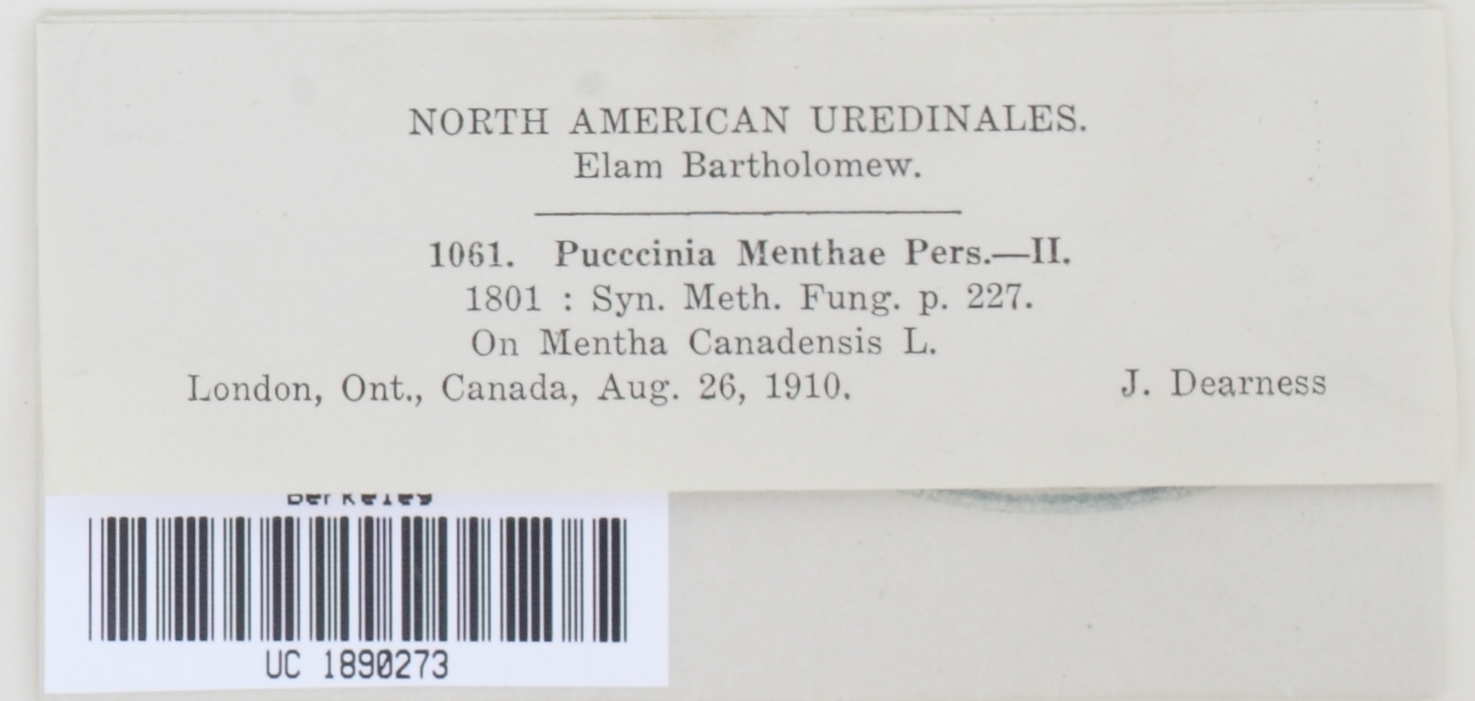 NORTH AMERICAN UREDINALES.
Elam Bartholomew.
1061. Pucccinia Menthae Pers.—II.
1801 : Syn. Meth. Fung. p. 227.
On Mentha Canadensis L.
London, Ont., Canada, Aug. 26, 1910. J. Dearness
Berkeley
UC 1890273